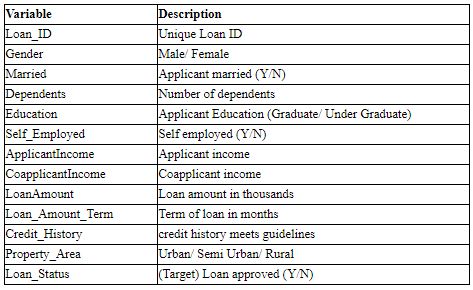 Variable Description
Loan_ID Unique Loan ID
Gender Male/ Female
Married Applicant married (Y/N)
Dependents Number of dependents
Education Applicant Education (Graduate/ Under Graduate)
Self_Employed Self employed (Y/N)
ApplicantIncome Applicant income
CoapplicantIncome Coapplicant income
LoanAmount Loan amount in thousands
Loan_Amount_Term Term of loan in months
Credit_History credit history meets guidelines
Property_Area Urban/ Semi Urban/ Rural
Loan_Status (Target) Loan approved (Y/N)